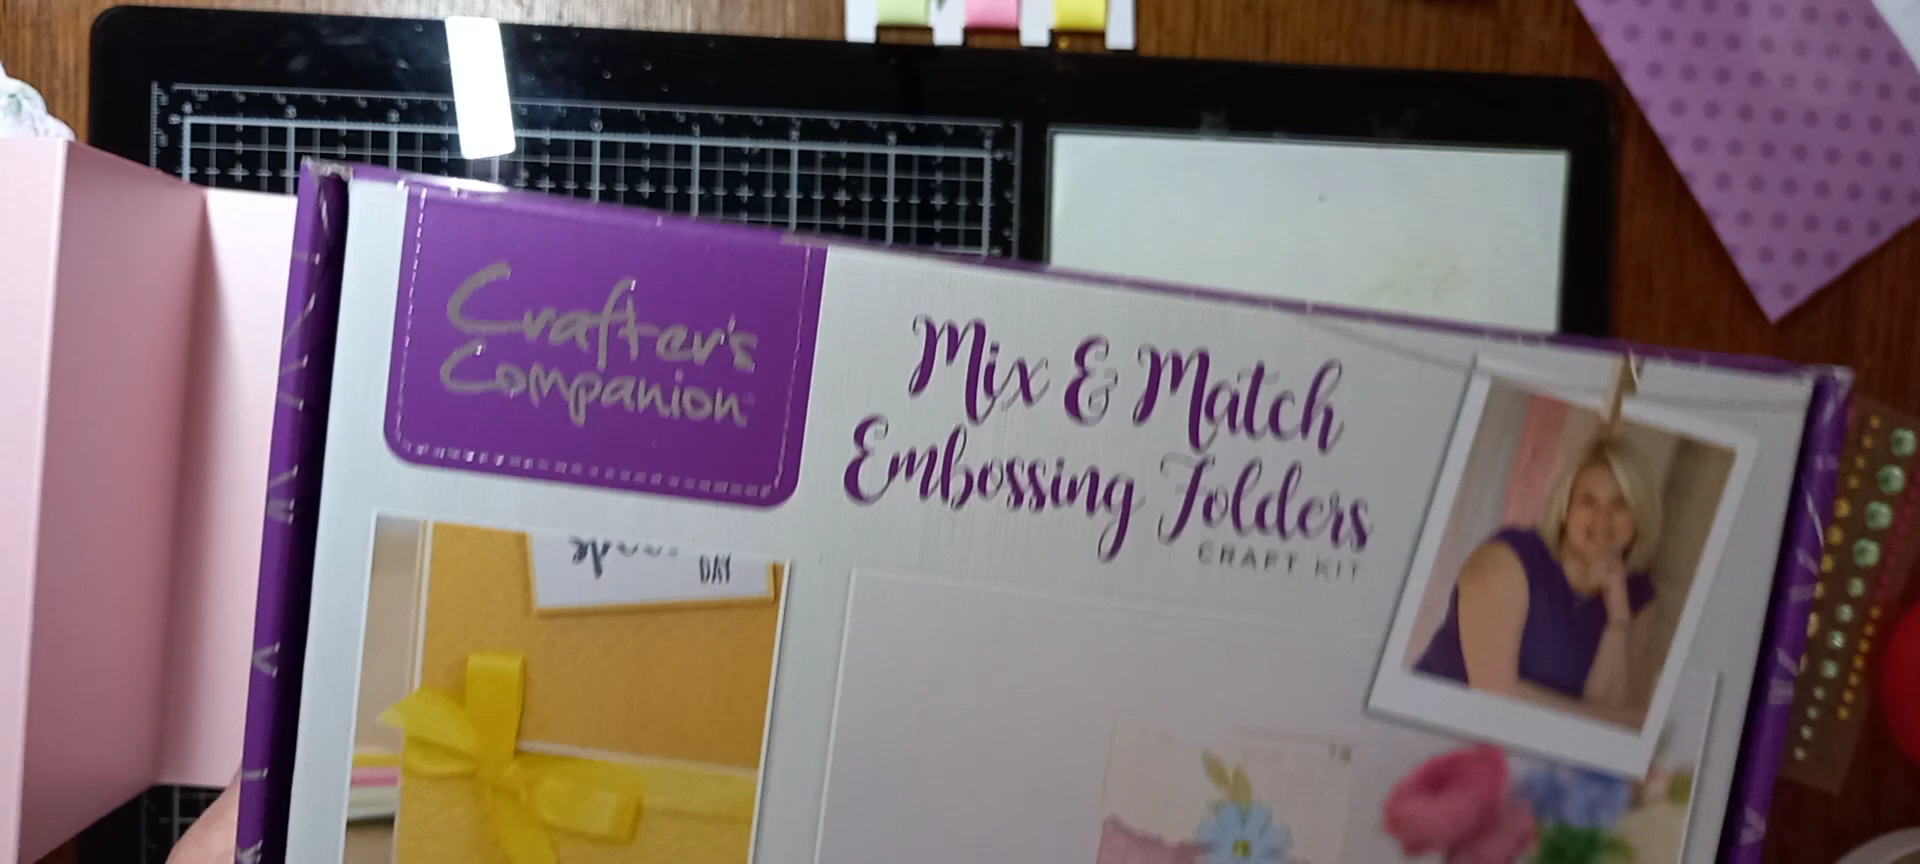 Crafter's
Companion
Mix & Match
Embossing Folders
CRAFT KIT
DAY